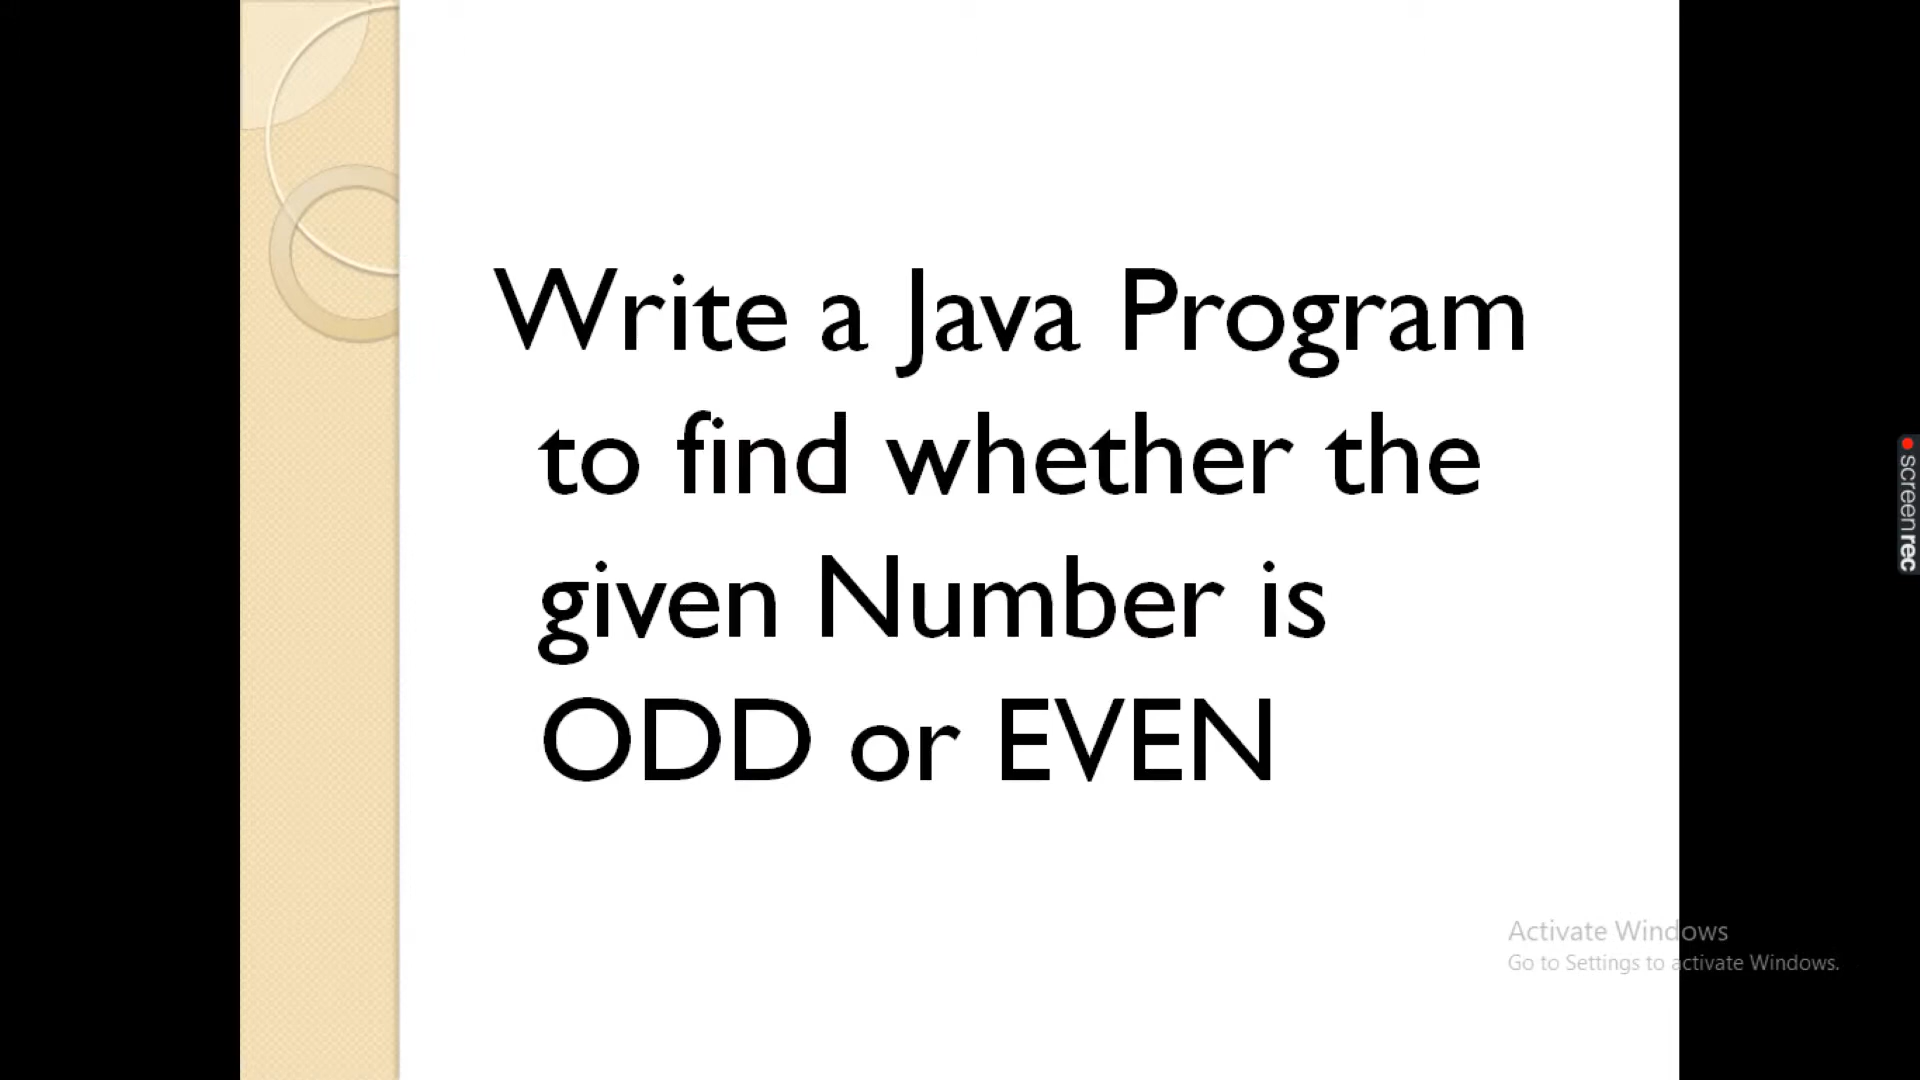 Write a Java Program
to find whether the
given Number is
ODD or EVEN
Activate Windows
Go to Settings to activate Windows.
screenrec